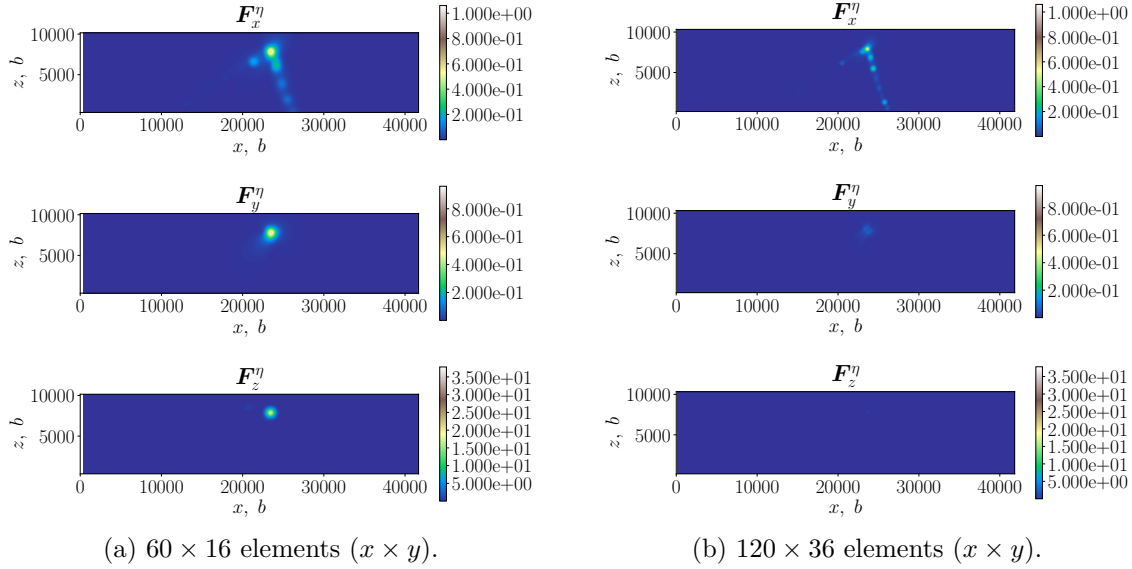 F_x^η
10000
5000
z, b
0
10000
20000
30000
40000
x, b
1.000e+00
8.000e-01
6.000e-01
4.000e-01
2.000e-01
F_y^η
10000
5000
z, b
0
10000
20000
30000
40000
x, b
8.000e-01
6.000e-01
4.000e-01
2.000e-01
F_z^η
10000
5000
z, b
0
10000
20000
30000
40000
x, b
3.500e+01
3.000e+01
2.500e+01
2.000e+01
1.500e+01
1.000e+01
5.000e+00
(a) 60 × 16 elements (x × y).
F_x^η
10000
5000
z, b
0
10000
20000
30000
40000
x, b
1.000e+00
8.000e-01
6.000e-01
4.000e-01
2.000e-01
F_y^η
10000
5000
z, b
0
10000
20000
30000
40000
x, b
8.000e-01
6.000e-01
4.000e-01
2.000e-01
F_z^η
10000
5000
z, b
0
10000
20000
30000
40000
x, b
3.500e+01
3.000e+01
2.500e+01
2.000e+01
1.500e+01
1.000e+01
5.000e+00
(b) 120 × 36 elements (x × y).